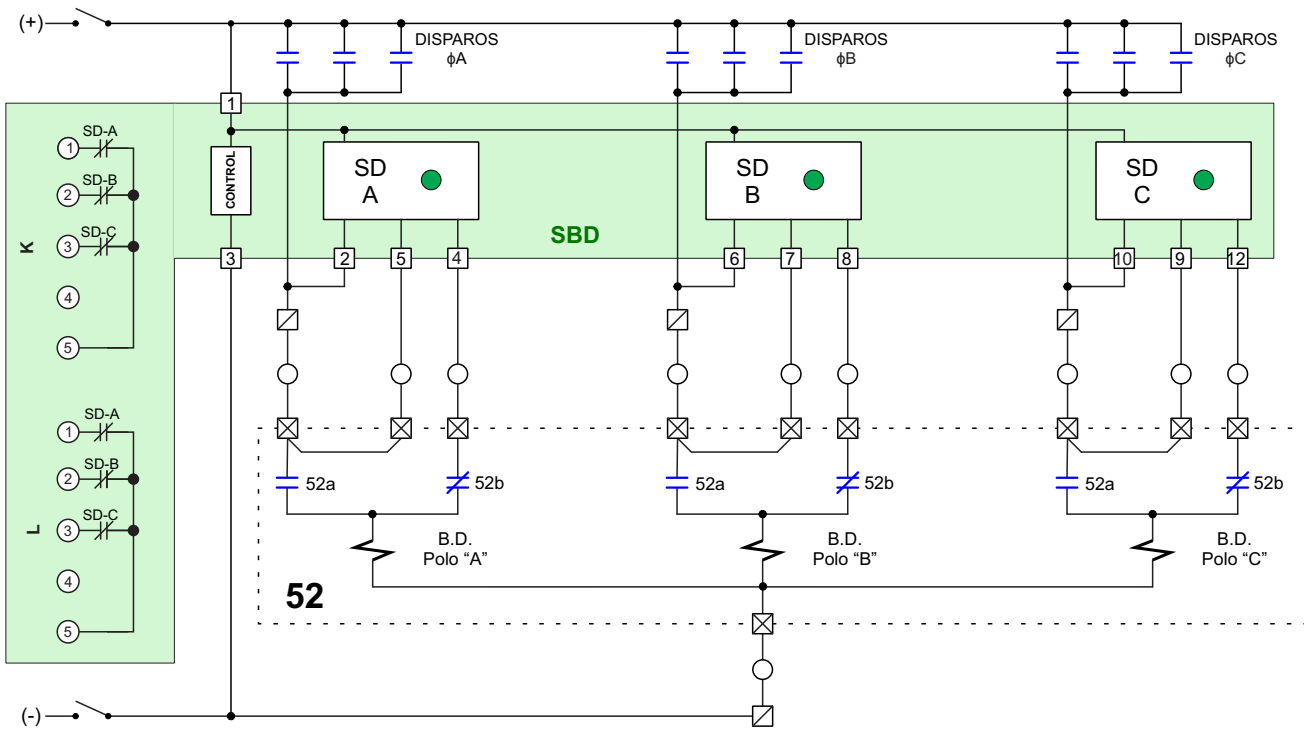 (+)
DISPAROS
ϕA
DISPAROS
ϕB
DISPAROS
ϕC
1
K
1
SD-A
2
SD-B
3
SD-C
4
5
CONTROL
SD
A
SD
B
SD
C
SBD
3
2
5
4
6
7
8
10
9
12
L
1
SD-A
2
SD-B
3
SD-C
4
5
52a
52b
52a
52b
52a
52b
B.D.
Polo “A”
B.D.
Polo “B”
B.D.
Polo “C”
52
(-)